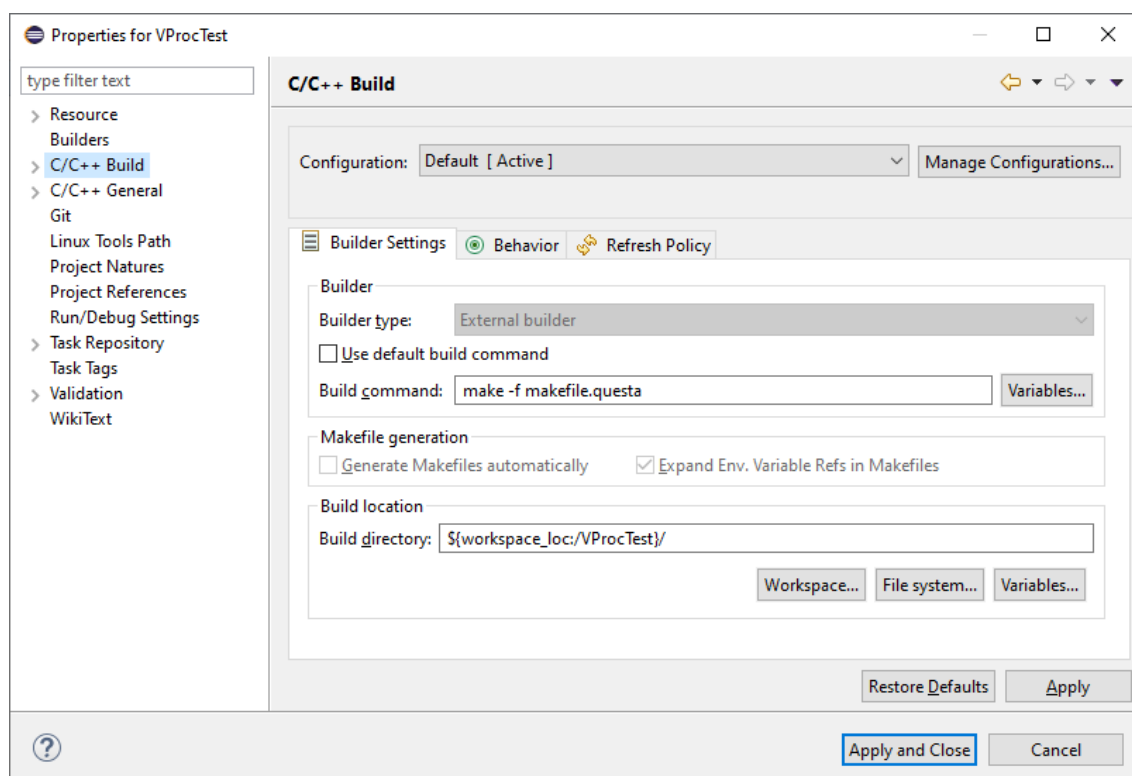 Properties for VProcTest
type filter text
Resource
Builders
C/C++ Build
C/C++ General
Git
Linux Tools Path
Project Natures
Project References
Run/Debug Settings
Task Repository
Task Tags
Validation
WikiText
C/C++ Build
Configuration: Default [ Active ] Manage Configurations...
Builder Settings Behavior Refresh Policy
Builder
Builder type: External builder
Use default build command
Build command: make -f makefile.questa Variables...
Makefile generation
Generate Makefiles automatically Expand Env. Variable Refs in Makefiles
Build location
Build directory: ${workspace_loc:/VProcTest}/
Workspace... File system... Variables...
Restore Defaults Apply
Apply and Close Cancel